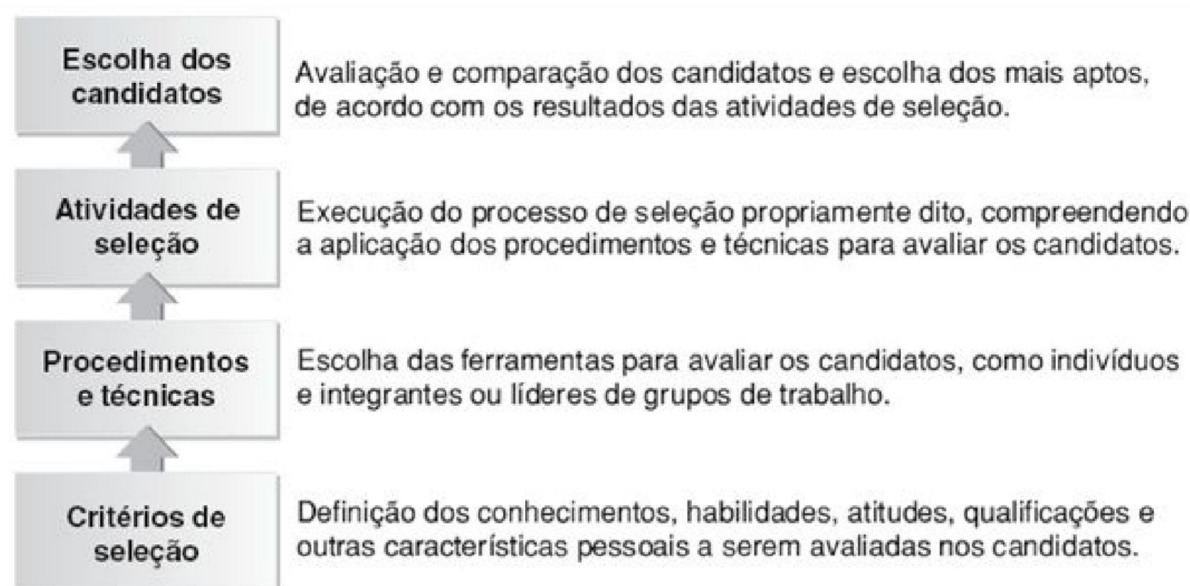 Escolha dos
candidatos
Avaliação e comparação dos candidatos e escolha dos mais aptos,
de acordo com os resultados das atividades de seleção.
Atividades de
seleção
Execução do processo de seleção propriamente dito, compreendendo
a aplicação dos procedimentos e técnicas para avaliar os candidatos.
Procedimentos
e técnicas
Escolha das ferramentas para avaliar os candidatos, como indivíduos
e integrantes ou líderes de grupos de trabalho.
Critérios de
seleção
Definição dos conhecimentos, habilidades, atitudes, qualificações e
outras características pessoais a serem avaliadas nos candidatos.